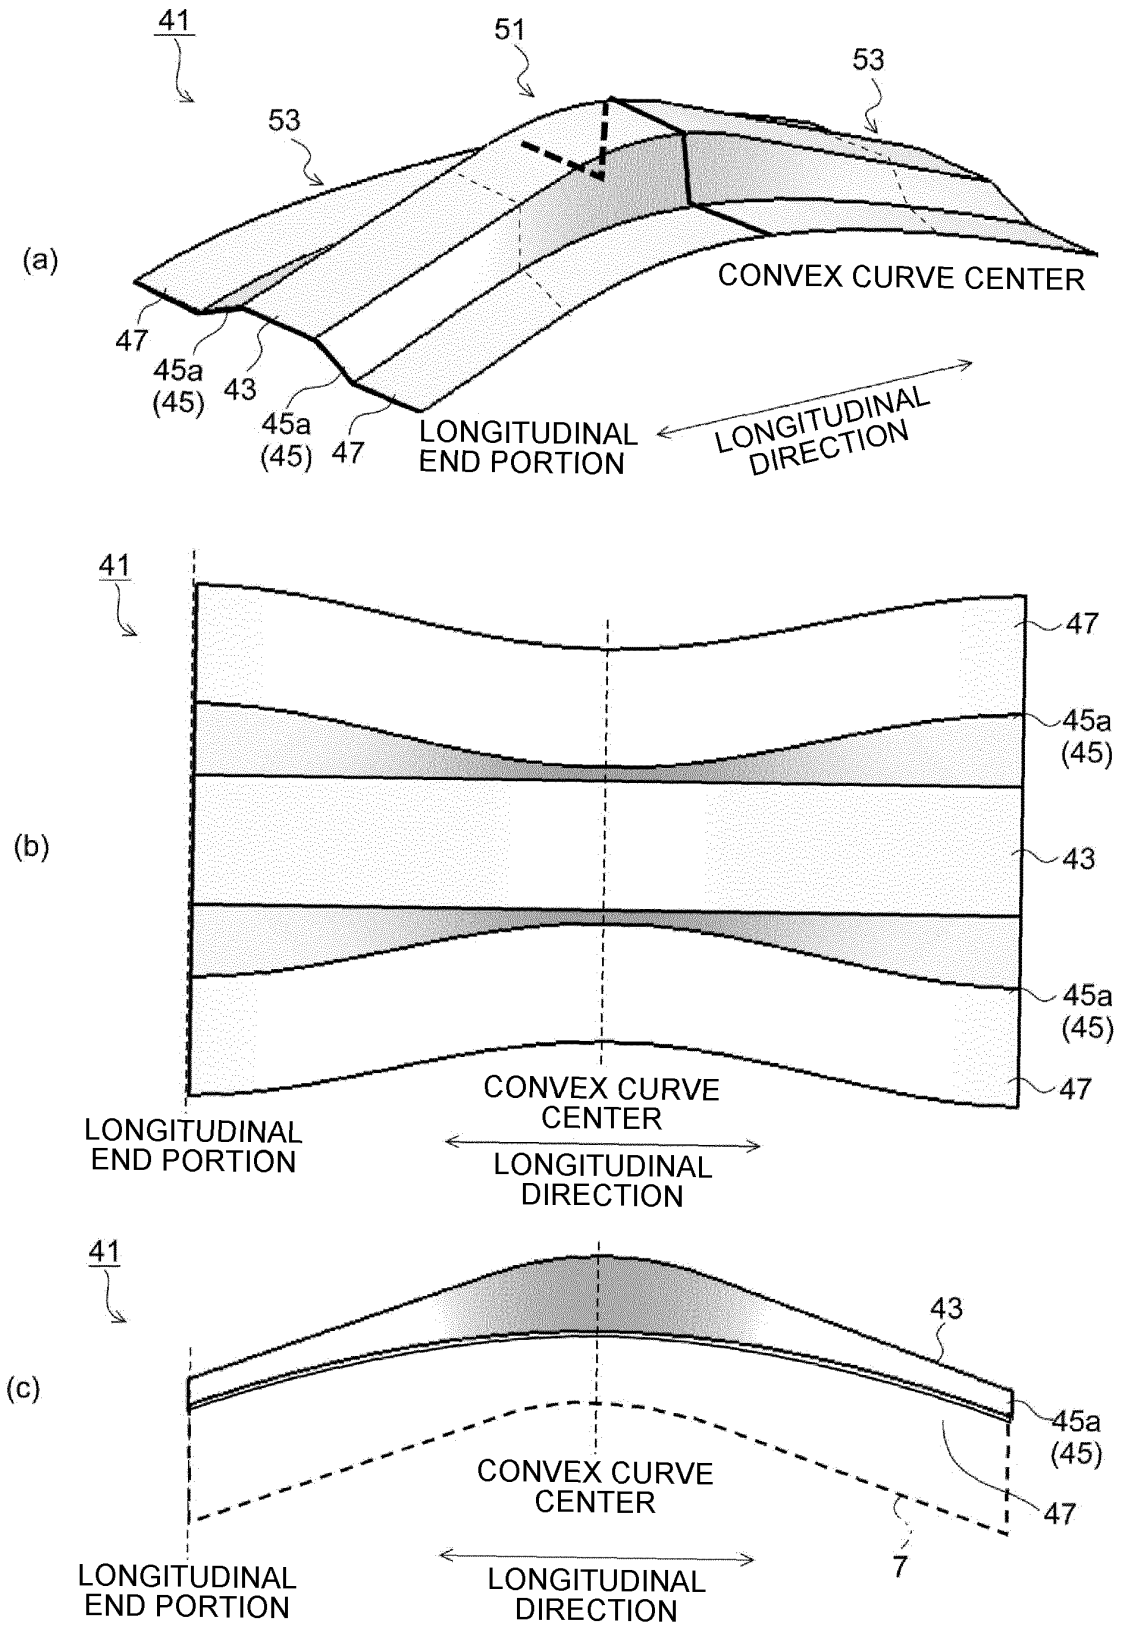 41
51
53
53
(a)
CONVEX CURVE CENTER
47
45a
(45)
43
45a
(45)
47
LONGITUDINAL
END PORTION
LONGITUDINAL
DIRECTION
41
47
45a
(45)
(b)
43
45a
(45)
47
CONVEX CURVE
CENTER
LONGITUDINAL
END PORTION
LONGITUDINAL
DIRECTION
41
43
(c)
45a
(45)
CONVEX CURVE
CENTER
47
7
LONGITUDINAL
END PORTION
LONGITUDINAL
DIRECTION